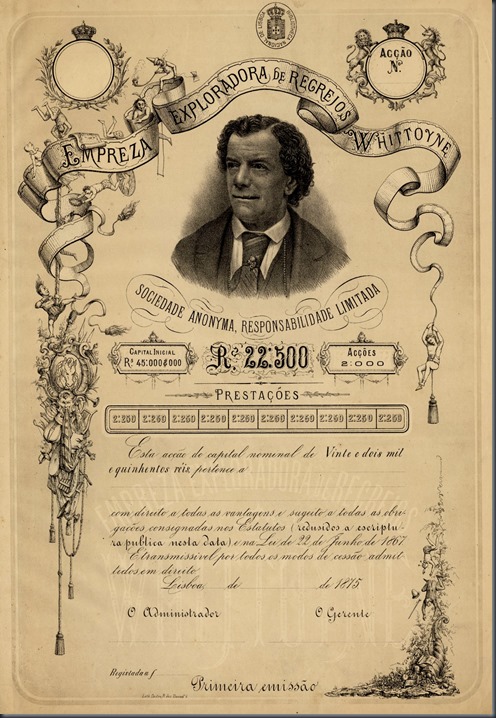 ACÇÃO
N.º
EMPREZA EXPLORADORA DE REGREJOS WHITTOYNE
SOCIEDADE ANONYMA, RESPONSABILIDADE LIMITADA
CAPITAL INICIAL
Rs 45:000$000
Rs 22$500
ACÇÕES
2:000
PRESTAÇÕES
2:250 2:250 2:250 2:250 2:250 2:250 2:250 2:250 2:250 2:250
Esta acção do capital nominal de Vinte e dois mil
e quinhentos réis pertence a
com direito a todas as vantagens e sugeito a todas as obri-
gações consignadas nos Estatutos (redusidos a escriptu-
ra publica nesta data) e na Lei de 22 de Junho de 1867
E transmissivel por todos os modos de cessão admit-
tidos em direito
Lisboa, de de 1875
O Administrador O Gerente
Registada a f
Primeira emissão